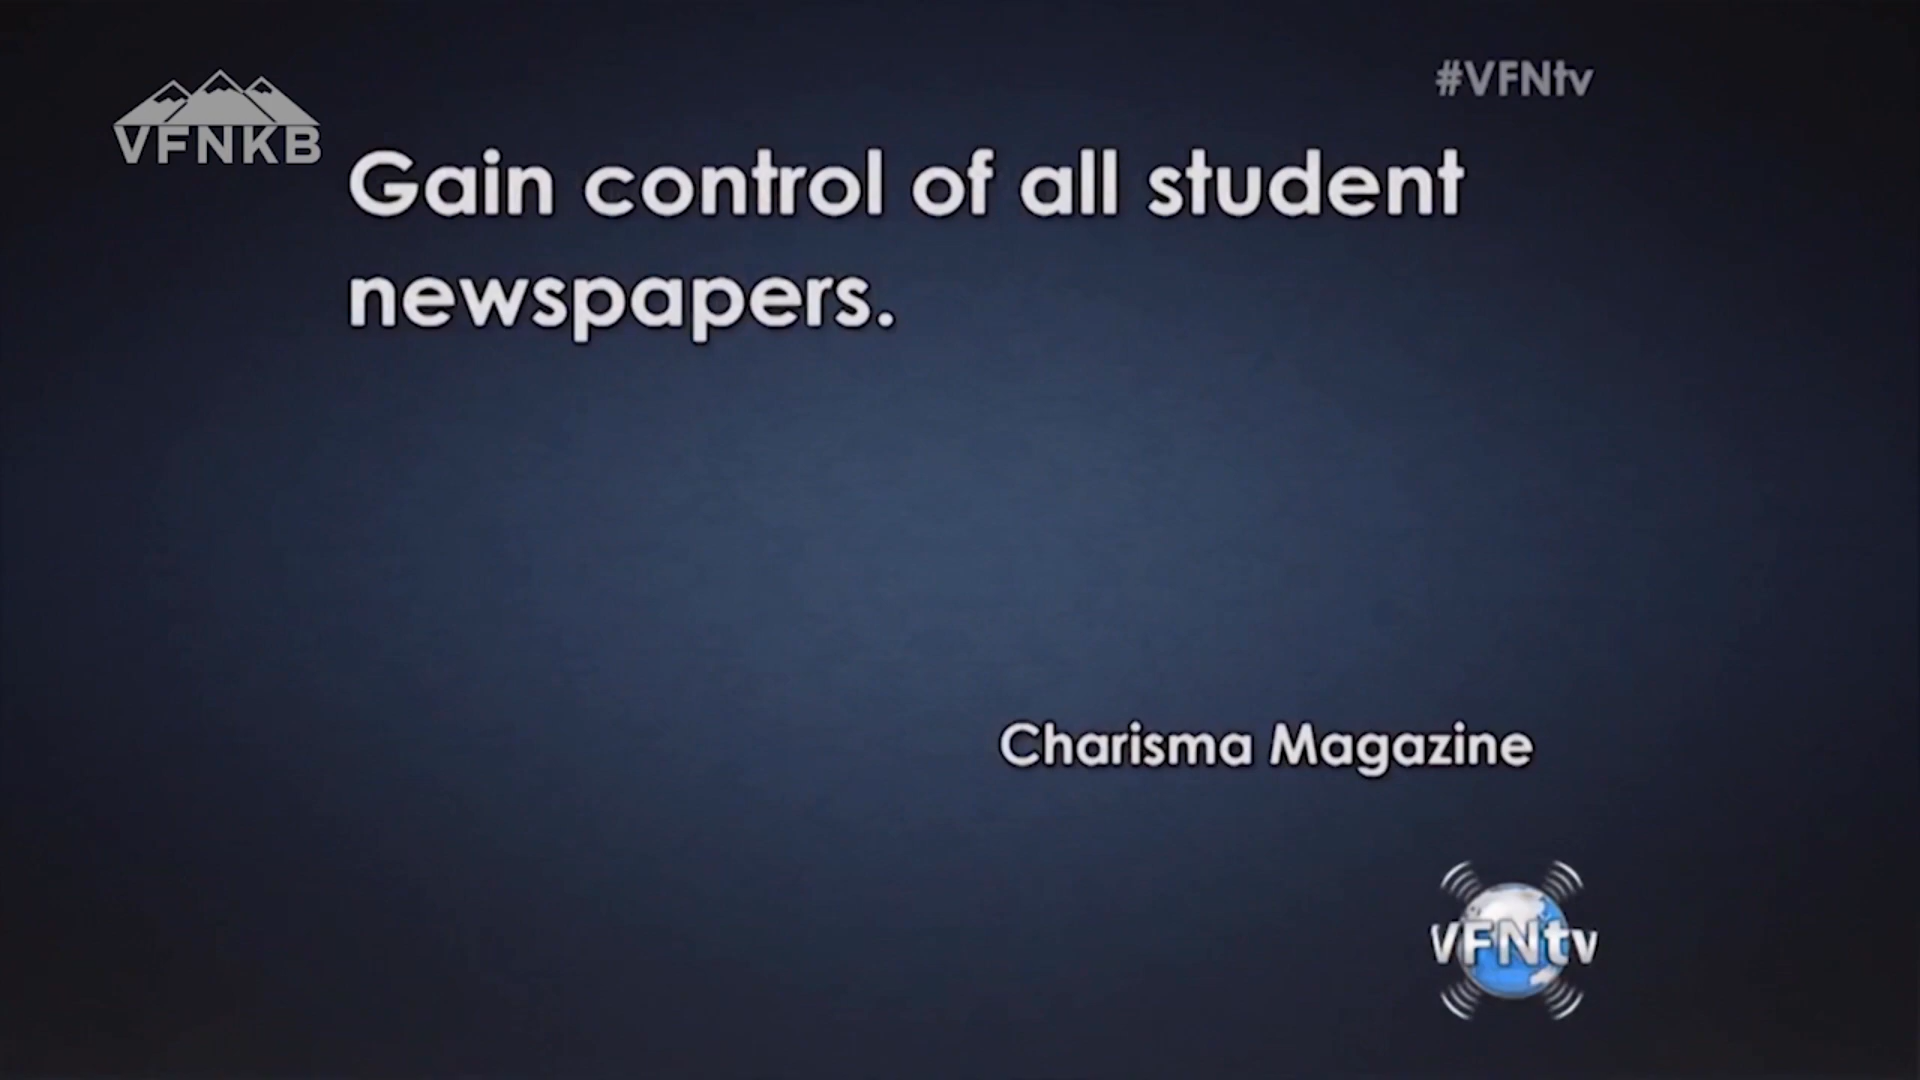 #VFNtv
VFNKB
Gain control of all student
newspapers.
Charisma Magazine
VFNtv